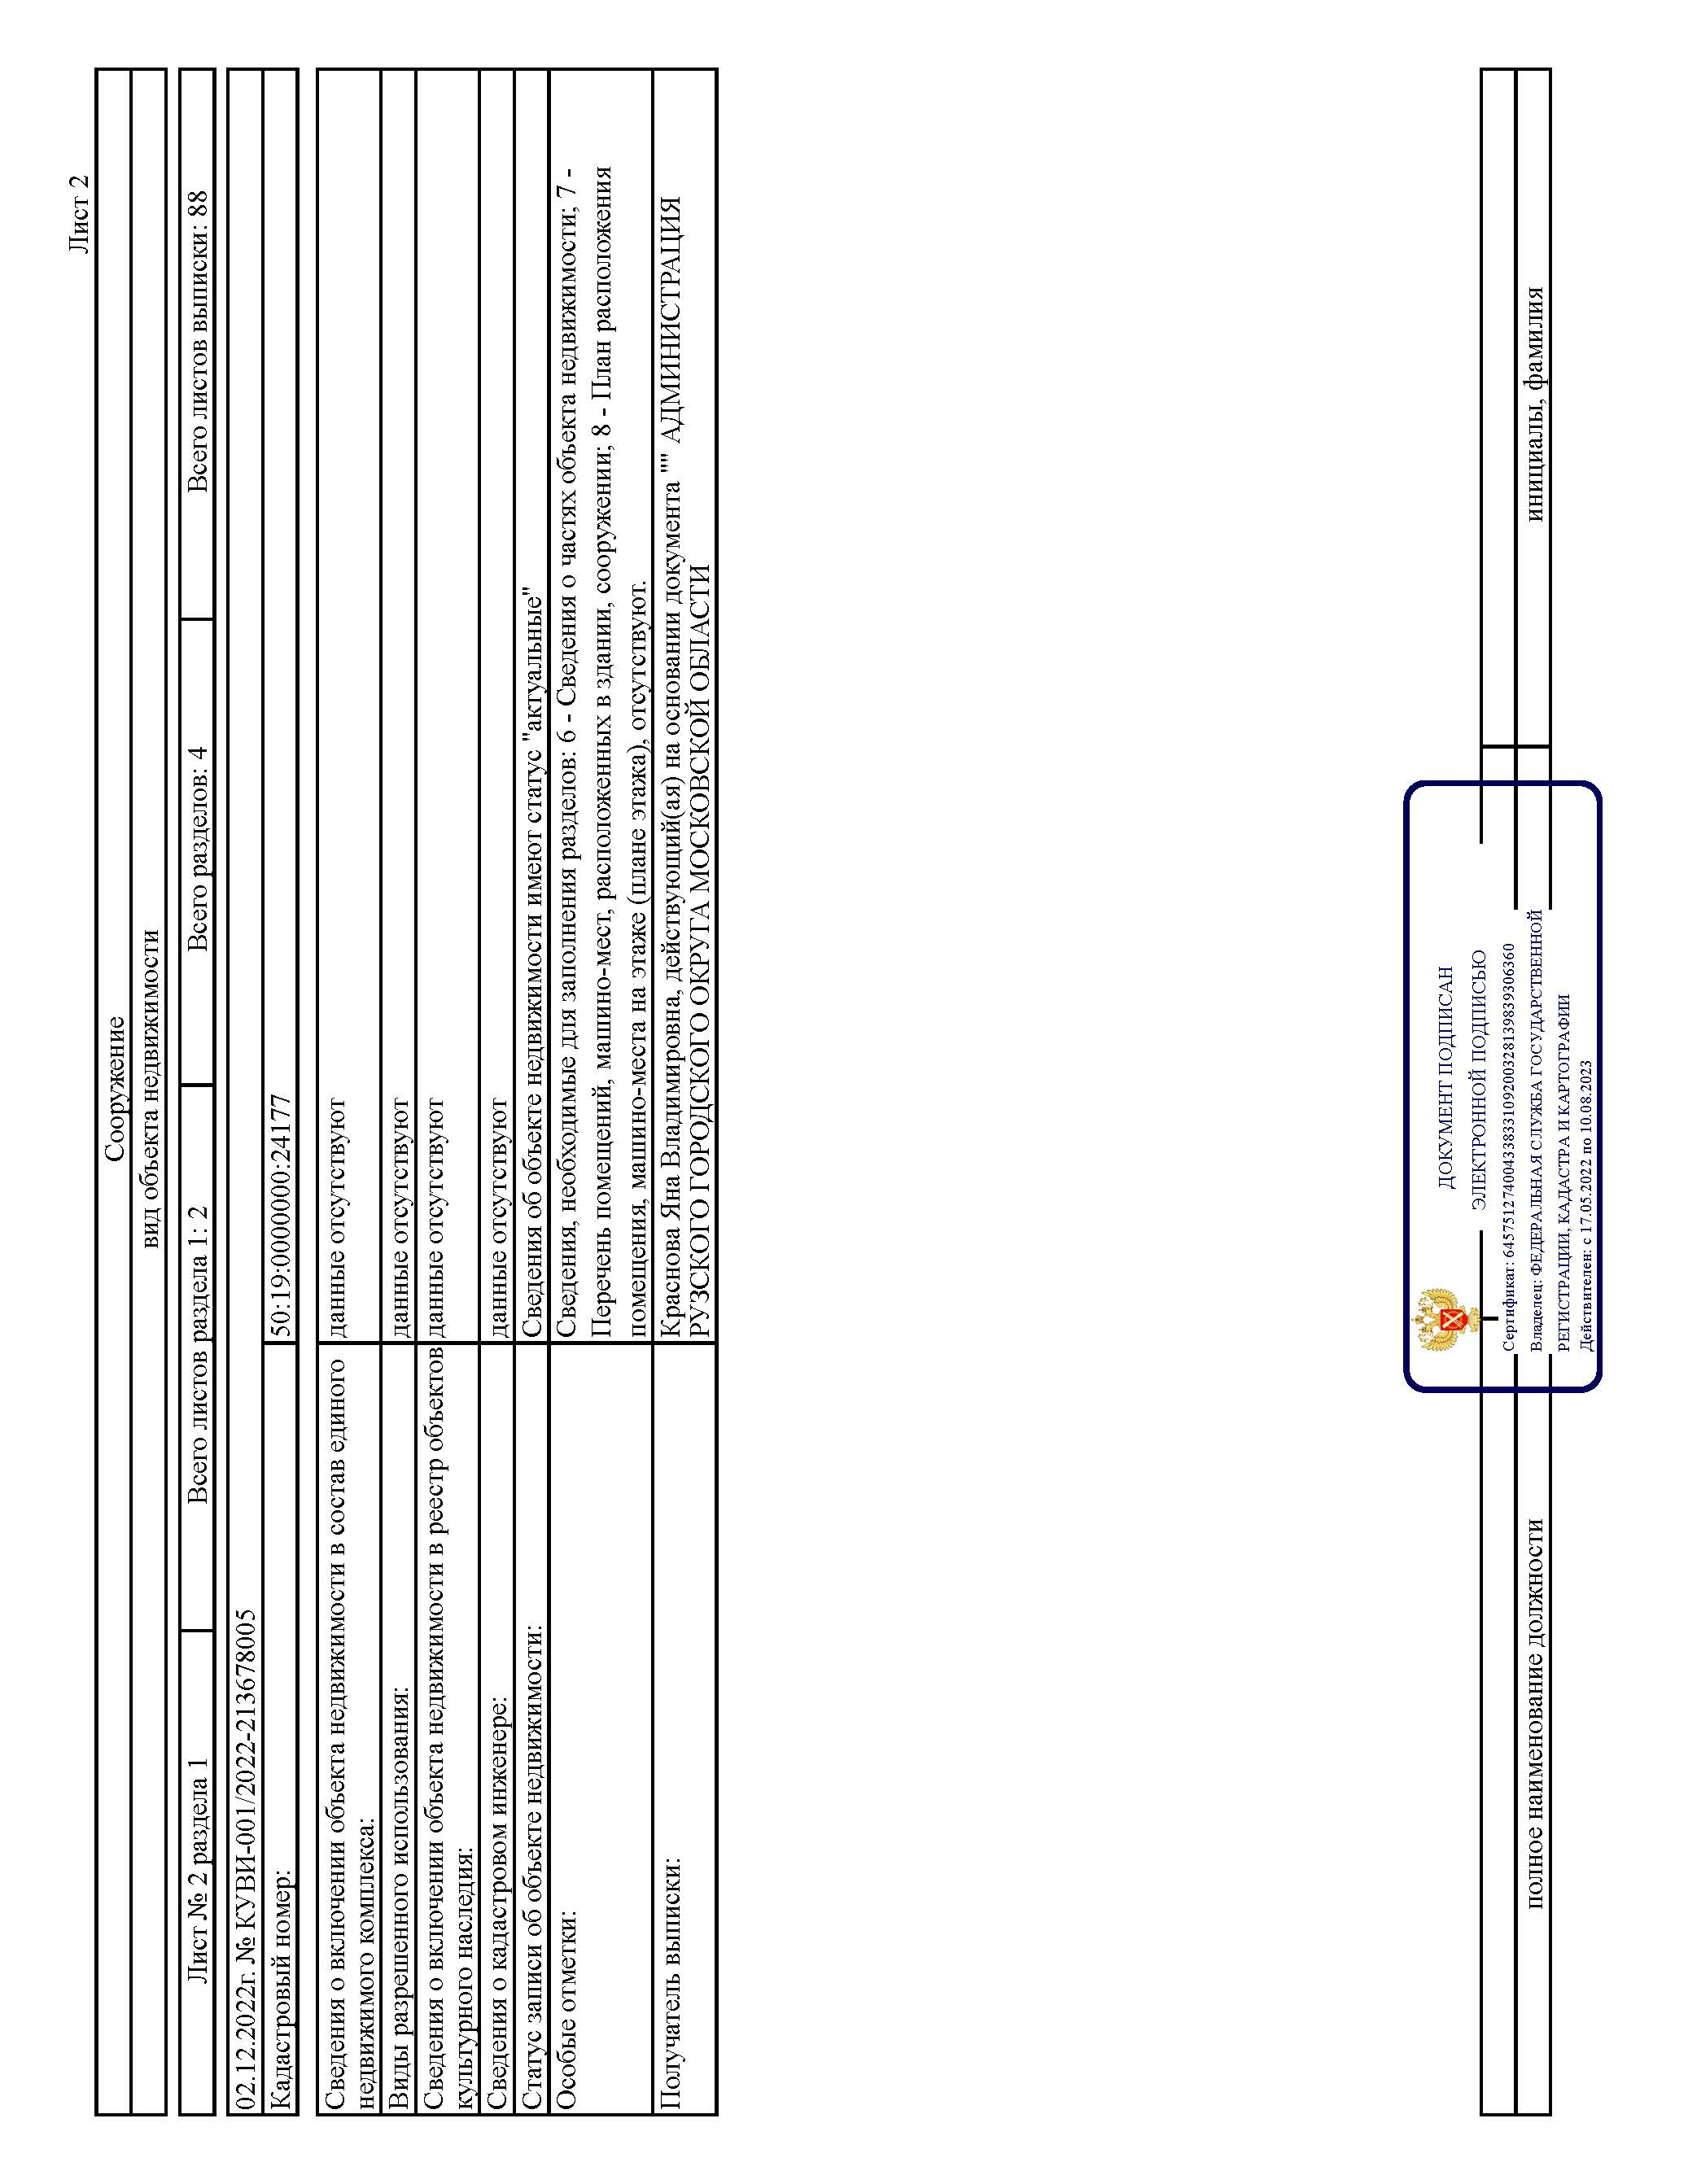 Лист 2
Сооружение
вид объекта недвижимости
Лист № 2 раздела 1
Всего листов раздела 1: 2
Всего разделов: 4
Всего листов выписки: 88
02.12.2022г. № КУВИ-001/2022-213678005
Кадастровый номер:
50:19:0000000:24177
Сведения о включении объекта недвижимости в состав единого
недвижимого комплекса:
данные отсутствуют
Виды разрешенного использования:
данные отсутствуют
Сведения о включении объекта недвижимости в реестр объектов
культурного наследия:
данные отсутствуют
Сведения о кадастровом инженере:
данные отсутствуют
Статус записи об объекте недвижимости:
Сведения об объекте недвижимости имеют статус "актуальные"
Особые отметки:
Сведения, необходимые для заполнения разделов: 6 - Сведения о частях объекта недвижимости; 7 -
Перечень помещений, машино-мест, расположенных в здании, сооружении; 8 - План расположения
помещения, машино-места на этаже (плане этажа), отсутствуют.
Получатель выписки:
Краснова Яна Владимировна, действующий(ая) на основании документа "" АДМИНИСТРАЦИЯ
РУЗСКОГО ГОРОДСКОГО ОКРУГА МОСКОВСКОЙ ОБЛАСТИ
ДОКУМЕНТ ПОДПИСАН
ЭЛЕКТРОННОЙ ПОДПИСЬЮ
Сертификат: 64575127400433833109200328139839306360
Владелец: ФЕДЕРАЛЬНАЯ СЛУЖБА ГОСУДАРСТВЕННОЙ
РЕГИСТРАЦИИ, КАДАСТРА И КАРТОГРАФИИ
Действителен: с 17.05.2022 по 10.08.2023
полное наименование должности
инициалы, фамилия